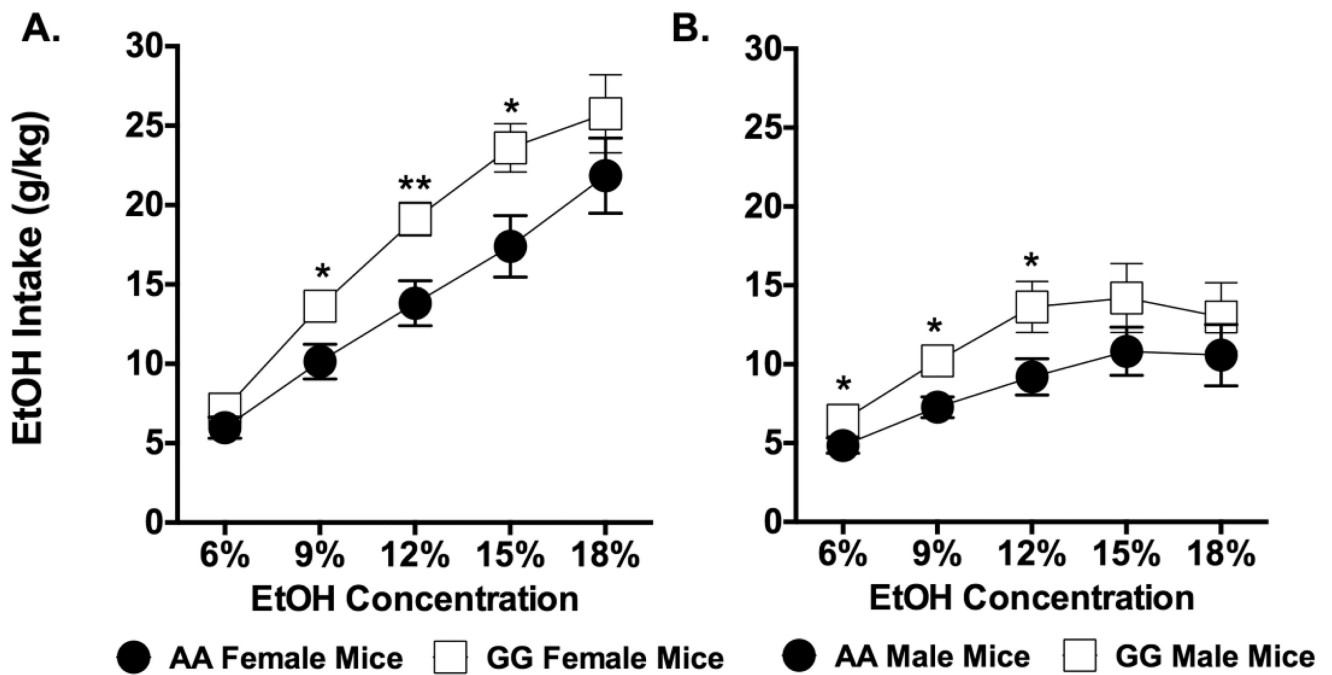 A.
EtOH Intake (g/kg)
30
25
20
15
10
5
0
*
**
*
6% 9% 12% 15% 18%
EtOH Concentration
AA Female Mice GG Female Mice
B.
30
25
20
15
10
5
0
*
*
*
6% 9% 12% 15% 18%
EtOH Concentration
AA Male Mice GG Male Mice